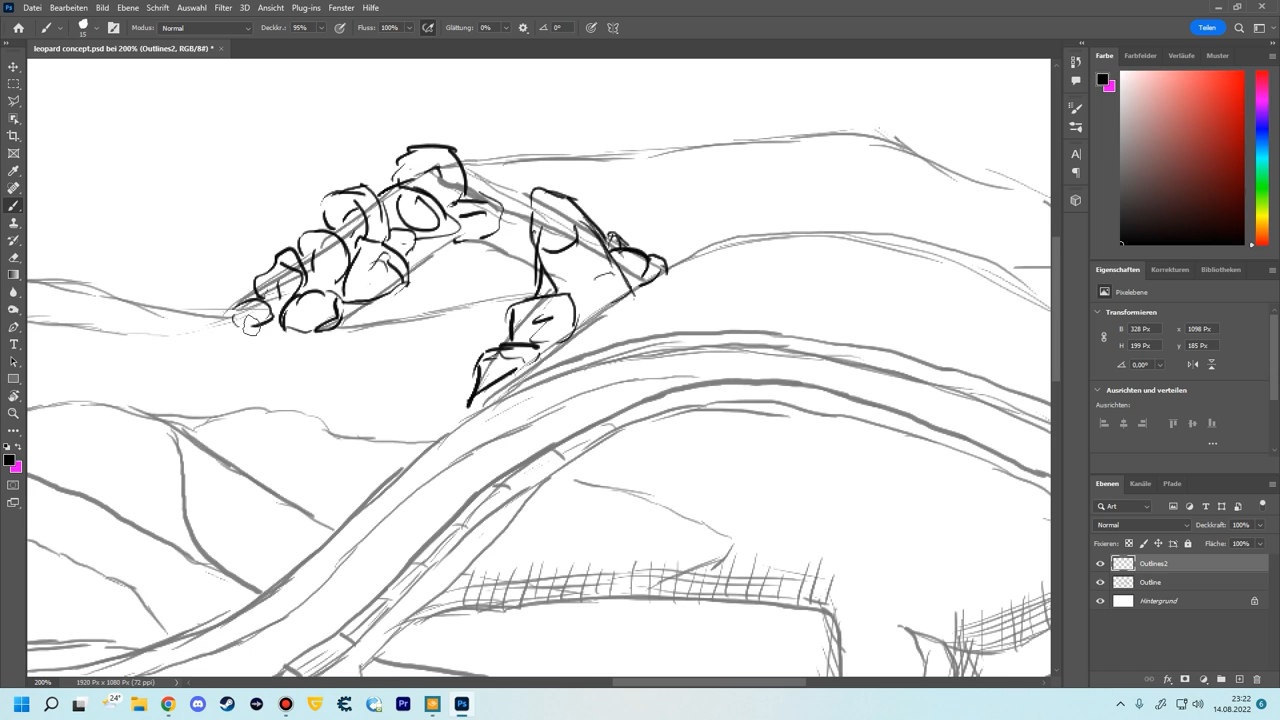 Datei Bearbeiten Bild Ebene Schrift Auswahl Filter 3D Ansicht Plug-ins Fenster Hilfe
15 Modus: Normal Deckkr.: 95% Fluss: 100% Glättung: 0% 0° Teilen
leopard concept.psd bei 200% (Outlines2, RGB/8#) * ×
Farbe Farbfelder Verläufe Muster
Eigenschaften Korrekturen Bibliotheken
Pixelebene
Transformieren
B 328 Px x 1098 Px
H 199 Px y 185 Px
0,00°
Ausrichten und verteilen
Ausrichten:
Ebenen Kanäle Pfade
Art
Normal Deckkraft: 100%
Fixieren: Fläche: 100%
Outlines2
Outline
Hintergrund
200% 1920 Px x 1080 Px (72 ppi)
24°
Pr Ps
23:22
14.08.2022 6